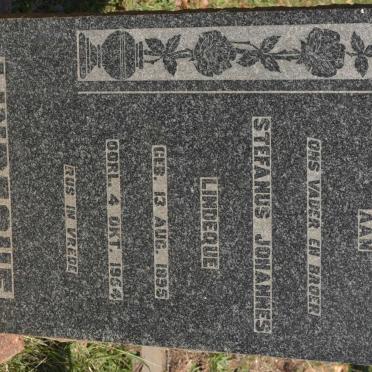 AAN
ONS VADER EN BROER
STEFANUS JOHANNES
LINDEQUE
GEB. 13 AUG. 1895
OORL. 4 OKT. 1964
RUS IN VREDE
LINDEQUE